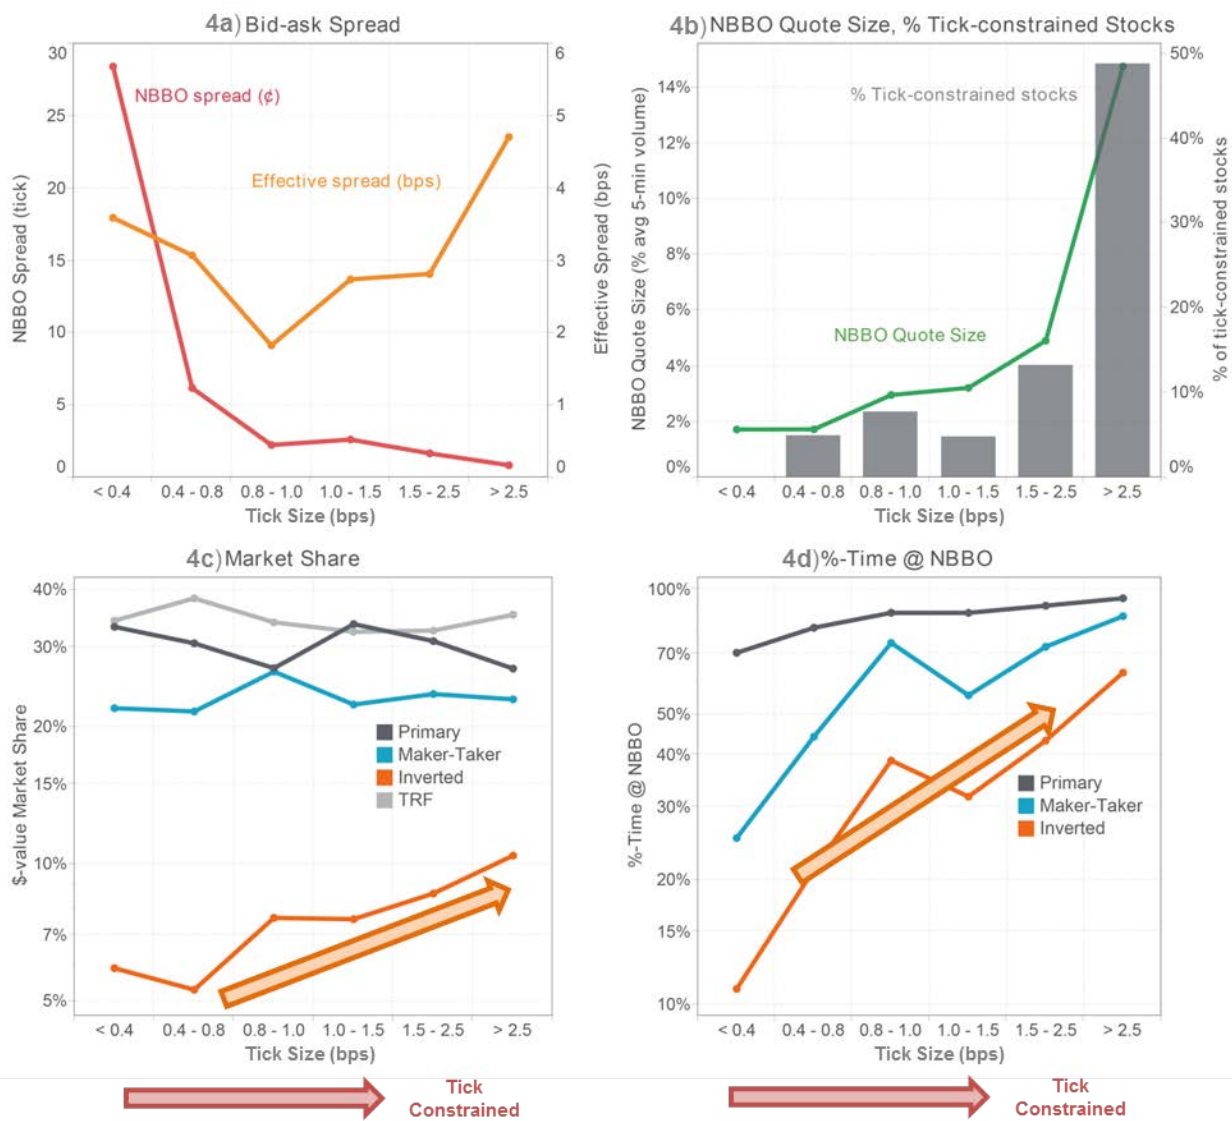 4a) Bid-ask Spread
30
25
20
15
10
5
0
NBBO Spread (tick)
NBBO spread (¢)
Effective spread (bps)
6
5
4
3
2
1
0
Effective Spread (bps)
< 0.4 0.4 - 0.8 0.8 - 1.0 1.0 - 1.5 1.5 - 2.5 > 2.5
Tick Size (bps)
4b) NBBO Quote Size, % Tick-constrained Stocks
14%
12%
10%
8%
6%
4%
2%
0%
NBBO Quote Size (% avg 5-min volume)
% Tick-constrained stocks
NBBO Quote Size
50%
40%
30%
20%
10%
0%
% of tick-constrained stocks
< 0.4 0.4 - 0.8 0.8 - 1.0 1.0 - 1.5 1.5 - 2.5 > 2.5
Tick Size (bps)
4c) Market Share
40%
30%
20%
15%
10%
7%
5%
$-value Market Share
Primary
Maker-Taker
Inverted
TRF
< 0.4 0.4 - 0.8 0.8 - 1.0 1.0 - 1.5 1.5 - 2.5 > 2.5
Tick Size (bps)
Tick
Constrained
4d) %-Time @ NBBO
100%
70%
50%
40%
30%
20%
15%
10%
%-Time @ NBBO
Primary
Maker-Taker
Inverted
< 0.4 0.4 - 0.8 0.8 - 1.0 1.0 - 1.5 1.5 - 2.5 > 2.5
Tick Size (bps)
Tick
Constrained